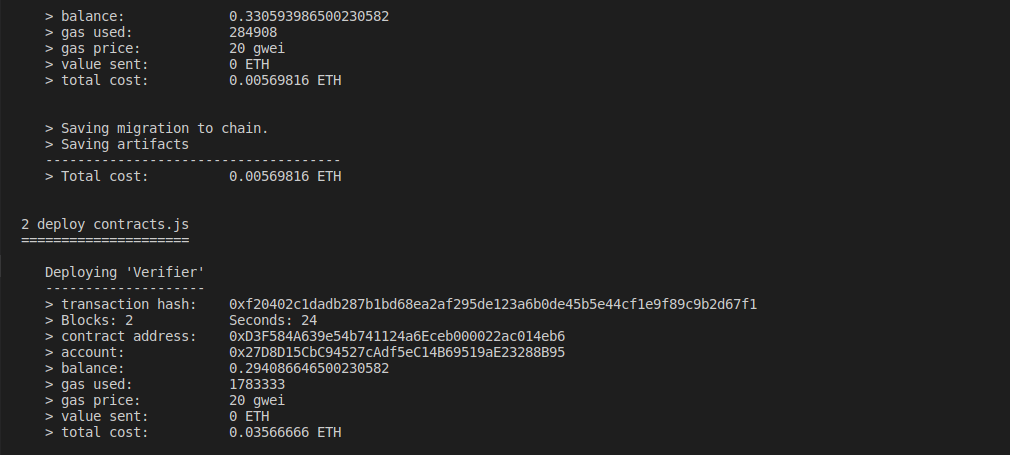 > balance: 0.330593986500230582
> gas used: 284908
> gas price: 20 gwei
> value sent: 0 ETH
> total cost: 0.00569816 ETH
> Saving migration to chain.
> Saving artifacts
-------------------------------------
> Total cost: 0.00569816 ETH
2 deploy contracts.js
=====================
Deploying 'Verifier'
--------------------
> transaction hash: 0xf20402c1dadb287b1bd68ea2af295de123a6b0de45b5e44cf1e9f89c9b2d67f1
> Blocks: 2 Seconds: 24
> contract address: 0xD3F584A639e54b741124a6Eceb000022ac014eb6
> account: 0x27D8D15CbC94527cAdf5eC14B69519aE23288B95
> balance: 0.294086646500230582
> gas used: 1783333
> gas price: 20 gwei
> value sent: 0 ETH
> total cost: 0.03566666 ETH